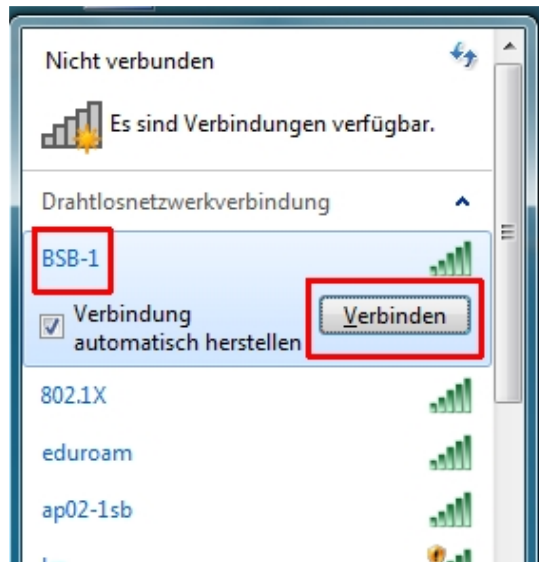 Nicht verbunden
Es sind Verbindungen verfügbar.
Drahtlosnetzwerkverbindung
BSB-1
Verbindung
automatisch herstellen
Verbinden
802.1X
eduroam
ap02-1sb